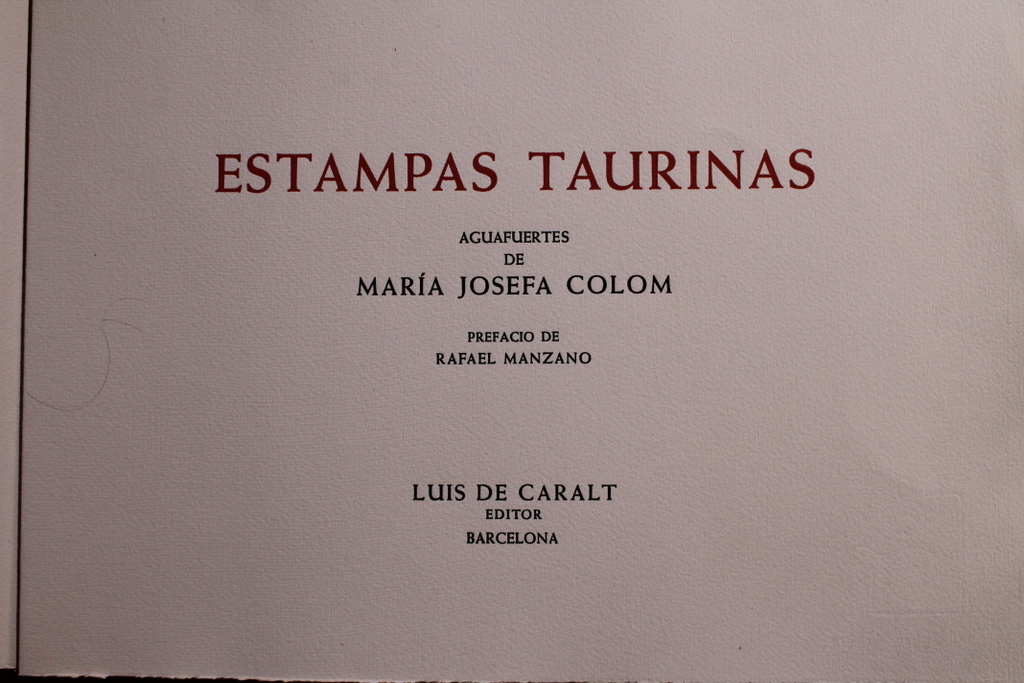 ESTAMPAS TAURINAS
AGUAFUERTES
DE
MARÍA JOSEFA COLOM
PREFACIO DE
RAFAEL MANZANO
LUIS DE CARALT
EDITOR
BARCELONA